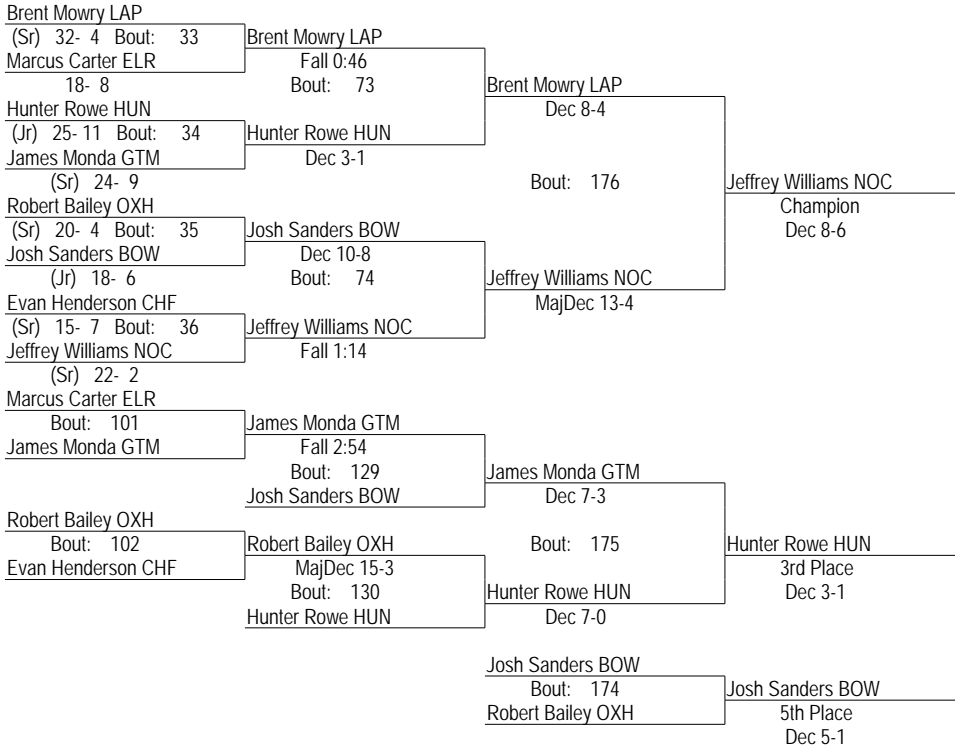 Brent Mowry LAP
(Sr) 32- 4 Bout: 33
Brent Mowry LAP
Marcus Carter ELR
Fall 0:46
18- 8
Bout: 73
Brent Mowry LAP
Hunter Rowe HUN
Dec 8-4
(Jr) 25- 11 Bout: 34
Hunter Rowe HUN
James Monda GTM
Dec 3-1
(Sr) 24- 9
Bout: 176
Jeffrey Williams NOC
Robert Bailey OXH
Champion
(Sr) 20- 4 Bout: 35
Josh Sanders BOW
Dec 8-6
Josh Sanders BOW
Dec 10-8
(Jr) 18- 6
Bout: 74
Jeffrey Williams NOC
Evan Henderson CHF
MajDec 13-4
(Sr) 15- 7 Bout: 36
Jeffrey Williams NOC
Jeffrey Williams NOC
Fall 1:14
(Sr) 22- 2
Marcus Carter ELR
Bout: 101
James Monda GTM
James Monda GTM
Fall 2:54
Bout: 129
James Monda GTM
Josh Sanders BOW
Dec 7-3
Robert Bailey OXH
Bout: 102
Robert Bailey OXH
Bout: 175
Hunter Rowe HUN
Evan Henderson CHF
MajDec 15-3
3rd Place
Bout: 130
Hunter Rowe HUN
Dec 3-1
Hunter Rowe HUN
Dec 7-0
Josh Sanders BOW
Bout: 174
Josh Sanders BOW
Robert Bailey OXH
5th Place
Dec 5-1